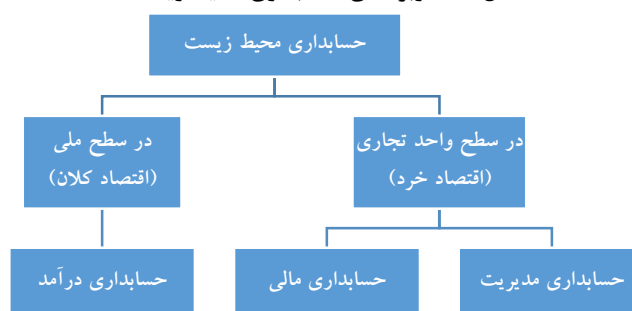 حسابداری محیط زیست
در سطح واحد تجاری
(اقتصاد خرد)
در سطح ملی
(اقتصاد کلان)
حسابداری مدیریت
حسابداری مالی
حسابداری درآمد